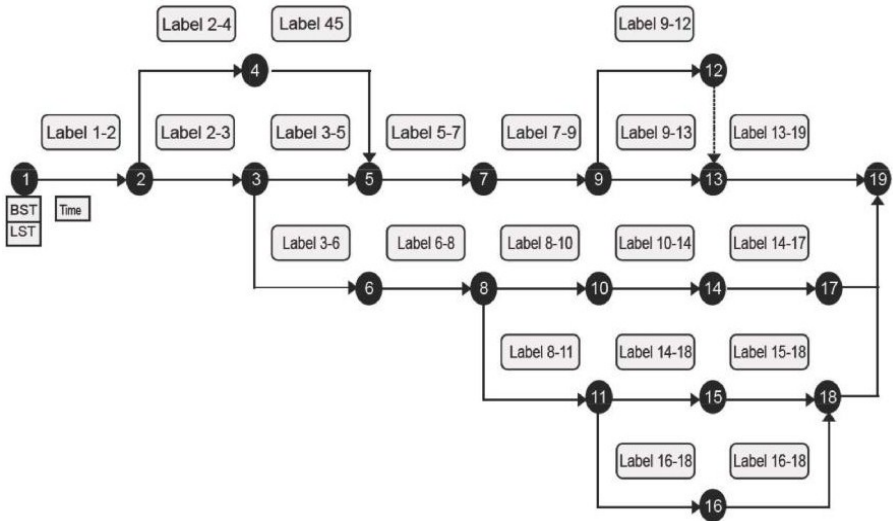 Label 2-4
Label 45
Label 9-12
4
12
Label 1-2
Label 2-3
Label 3-5
Label 5-7
Label 7-9
Label 9-13
Label 13-19
1
2
3
5
7
9
13
19
BST
Time
LST
Label 3-6
Label 6-8
Label 8-10
Label 10-14
Label 14-17
6
8
10
14
17
Label 8-11
Label 14-18
Label 15-18
11
15
18
Label 16-18
Label 16-18
16